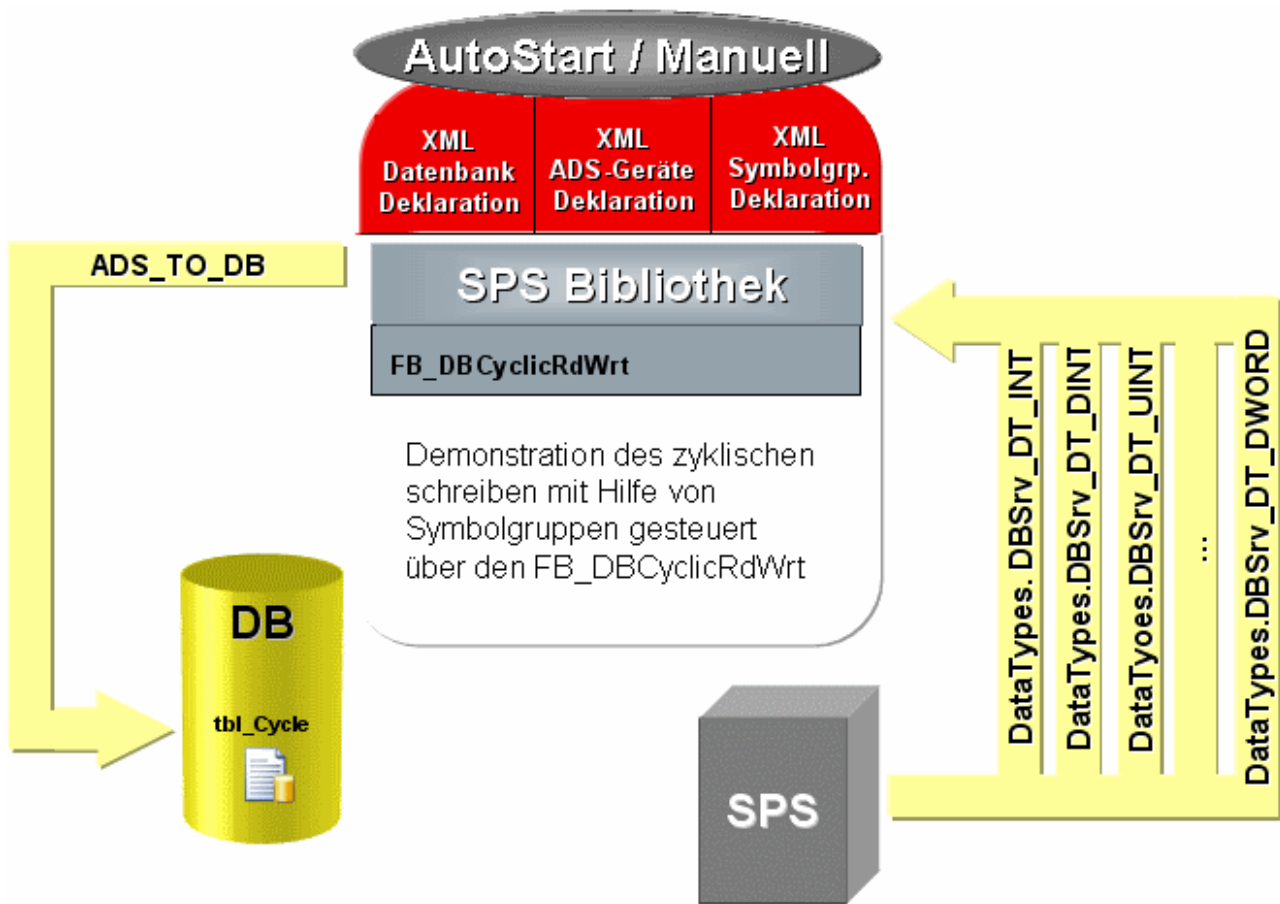 AutoStart / Manuell
XML
Datenbank
Deklaration
XML
ADS-Geräte
Deklaration
XML
Symbolgrp.
Deklaration
ADS_TO_DB
SPS Bibliothek
FB_DBCyclicRdWrt
Demonstration des zyklischen
schreiben mit Hilfe von
Symbolgruppen gesteuert
über den FB_DBCyclicRdWrt
DB
tbl_Cycle
SPS
DataTypes. DBSrv_DT_INT
DataTypes.DBSrv_DT_DINT
DataTyoes.DBSrv_DT_UINT
...
DataTypes.DBSrv_DT_DWORD